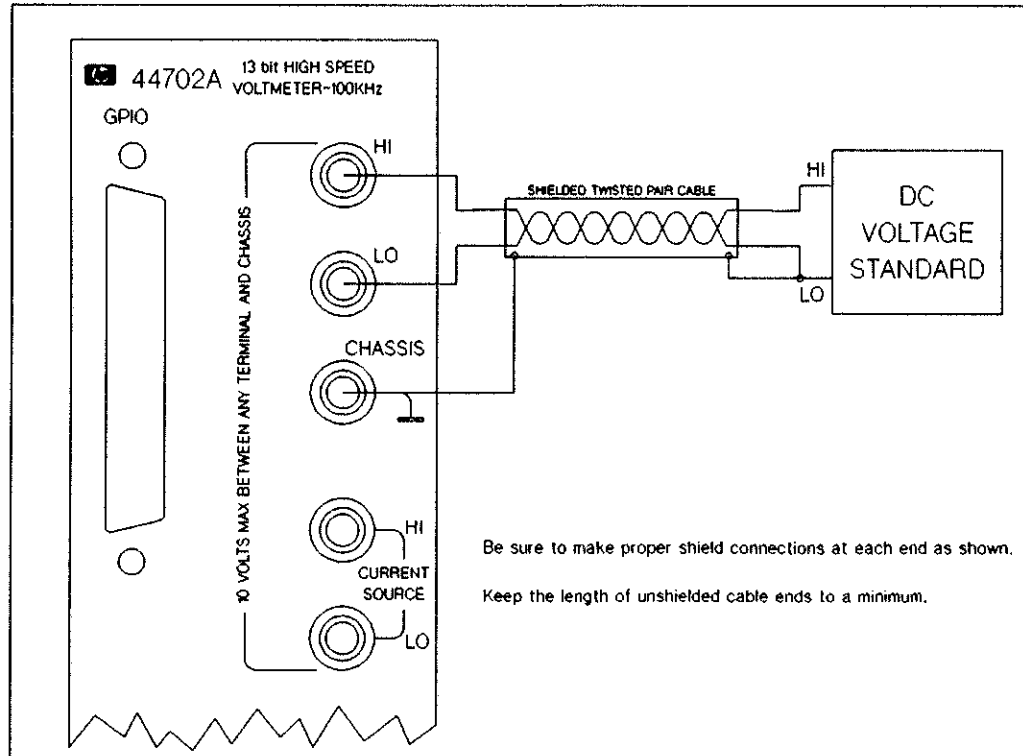 hp 44702A
13 bit HIGH SPEED
VOLTMETER-100KHz
GPIO
10 VOLTS MAX BETWEEN ANY TERMINAL AND CHASSIS
HI
LO
CHASSIS
HI
CURRENT
SOURCE
LO
SHIELDED TWISTED PAIR CABLE
HI
LO
DC
VOLTAGE
STANDARD
Be sure to make proper shield connections at each end as shown.
Keep the length of unshielded cable ends to a minimum.